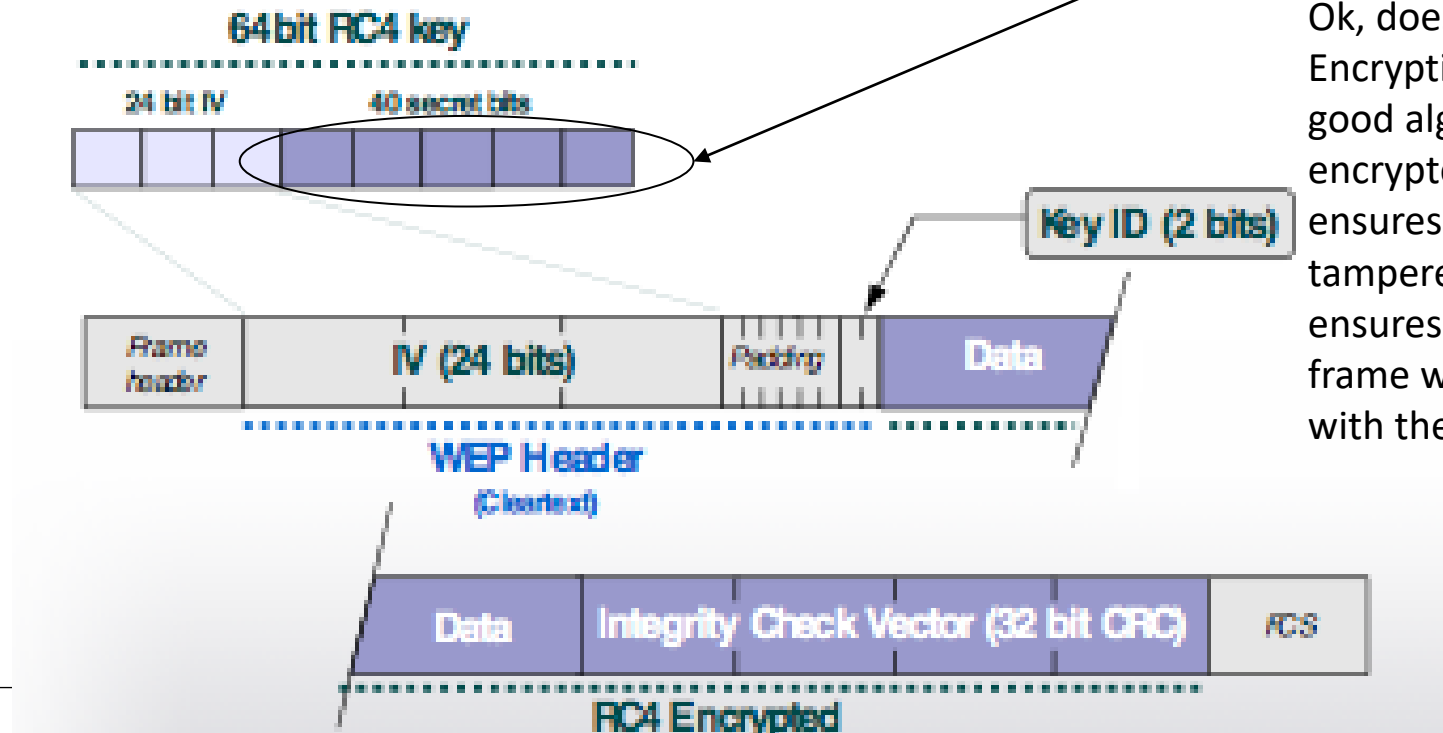 64bit RC4 key
24 bit IV 40 secret bits
Key ID (2 bits)
Frame
header
IV (24 bits)
Padding
Data
WEP Header
(Cleartext)
Data
Integrity Check Vector (32 bit CRC)
FCS
RC4 Encrypted
Ok, doe
Encrypti
good alg
encrypte
ensures
tampere
ensures
frame w
with the